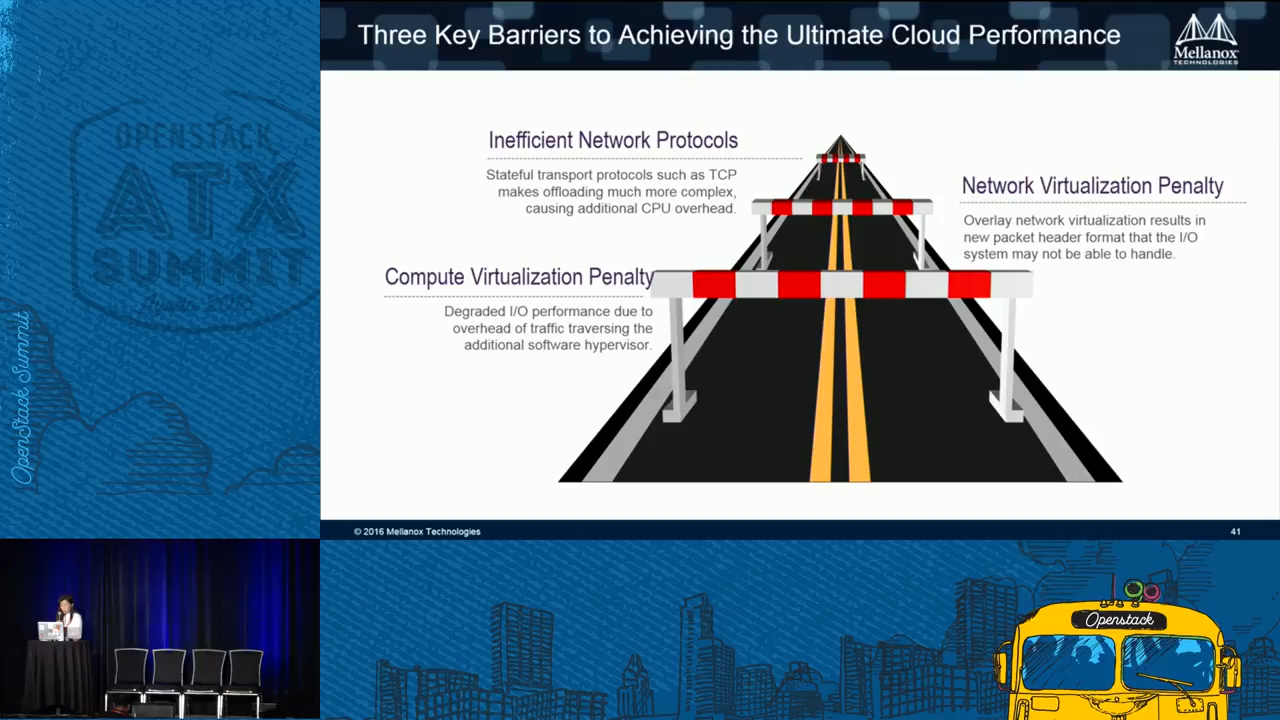 Three Key Barriers to Achieving the Ultimate Cloud Performance
Mellanox
TECHNOLOGIES
Inefficient Network Protocols
Stateful transport protocols such as TCP
makes offloading much more complex,
causing additional CPU overhead.
Network Virtualization Penalty
Overlay network virtualization results in
new packet header format that the I/O
system may not be able to handle.
Compute Virtualization Penalty
Degraded I/O performance due to
overhead of traffic traversing the
additional software hypervisor.
© 2016 Mellanox Technologies
41
OPENSTACK
ATX
SUMMIT
OpenStack Summit
Openstack